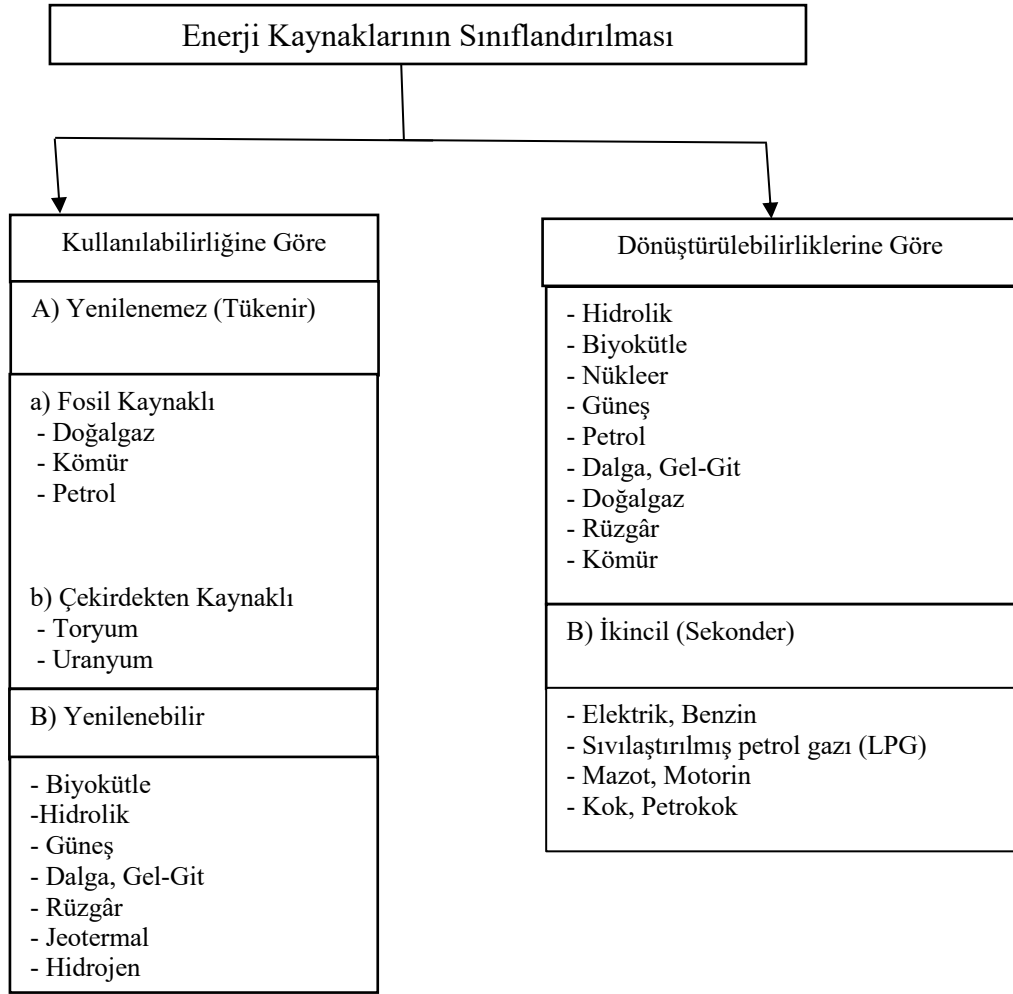 Enerji Kaynaklarının Sınıflandırılması
Kullanılabilirliğine Göre
A) Yenilenemez (Tükenir)
a) Fosil Kaynaklı
- Doğalgaz
- Kömür
- Petrol
b) Çekirdekten Kaynaklı
- Toryum
- Uranyum
B) Yenilenebilir
- Biyokütle
-Hidrolik
- Güneş
- Dalga, Gel-Git
- Rüzgâr
- Jeotermal
- Hidrojen
Dönüştürülebilirliklerine Göre
- Hidrolik
- Biyokütle
- Nükleer
- Güneş
- Petrol
- Dalga, Gel-Git
- Doğalgaz
- Rüzgâr
- Kömür
B) İkincil (Sekonder)
- Elektrik, Benzin
- Sıvılaştırılmış petrol gazı (LPG)
- Mazot, Motorin
- Kok, Petrokok